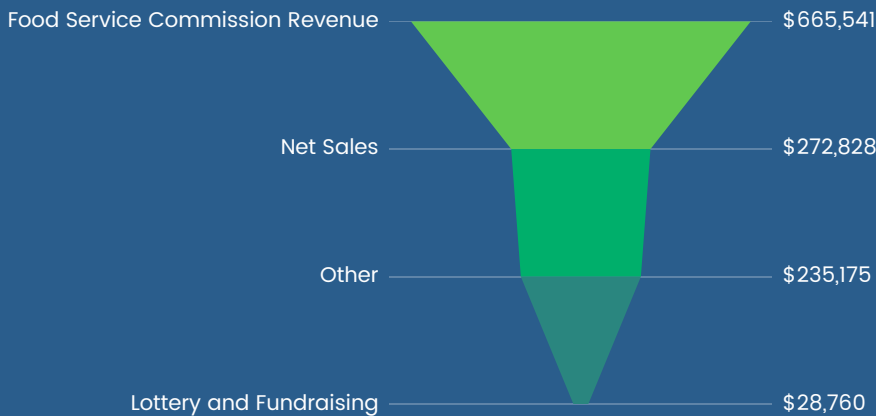 Food Service Commission Revenue $665,541
Net Sales $272,828
Other $235,175
Lottery and Fundraising $28,760